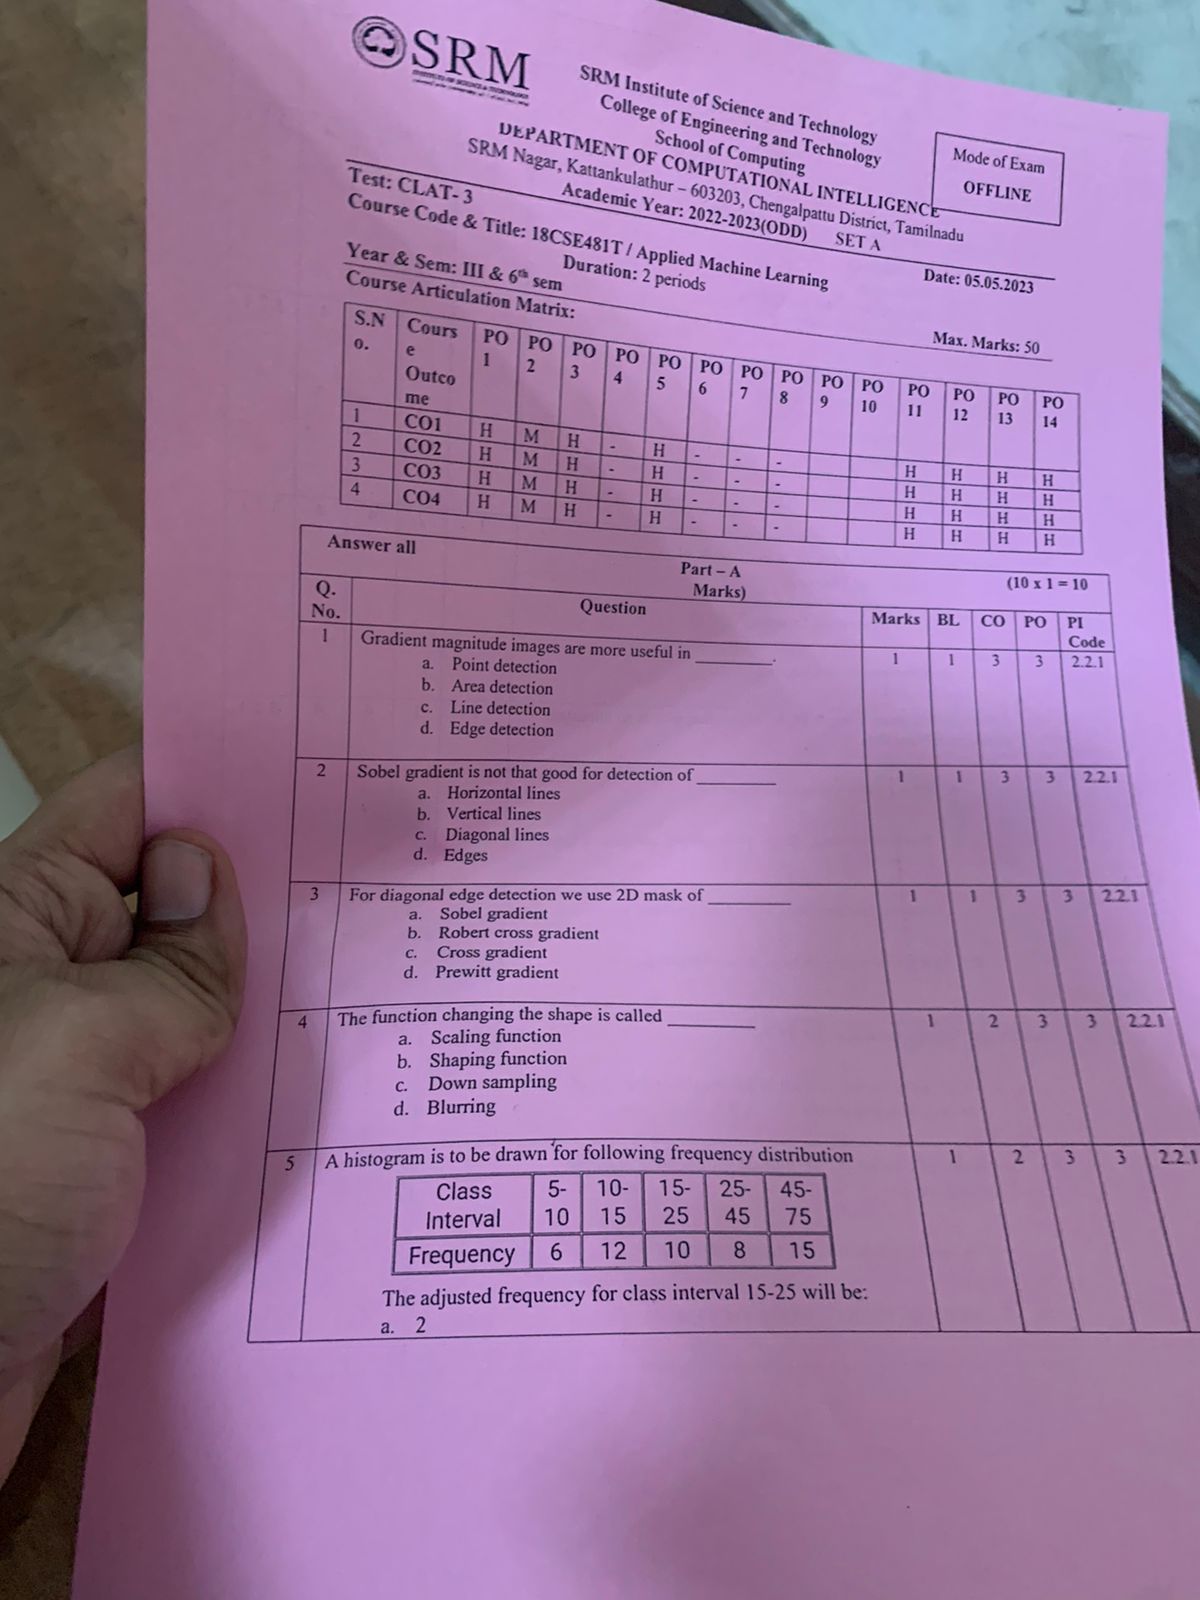 SRM
INSTITUTE OF SCIENCE & TECHNOLOGY
SRM Institute of Science and Technology
College of Engineering and Technology
School of Computing
DEPARTMENT OF COMPUTATIONAL INTELLIGENCE
SRM Nagar, Kattankulathur – 603203, Chengalpattu District, Tamilnadu
Academic Year: 2022-2023(ODD) SET A
Mode of Exam
OFFLINE
Test: CLAT- 3
Date: 05.05.2023
Course Code & Title: 18CSE481T / Applied Machine Learning
Duration: 2 periods
Year & Sem: III & 6th sem
Max. Marks: 50
Course Articulation Matrix:
S.N o. Cours e Outco me PO 1 PO 2 PO 3 PO 4 PO 5 PO 6 PO 7 PO 8 PO 9 PO 10 PO 11 PO 12 PO 13 PO 14
1 CO1 H M H - H - - - H H H H
2 CO2 H M H - H - - - H H H H
3 CO3 H M H - H - - - H H H H
4 CO4 H M H - H - - - H H H H
Part – A
Answer all (10 x 1 = 10
Marks)
Q. No. Question Marks BL CO PO PI Code
1 Gradient magnitude images are more useful in ________. 1 1 3 3 2.2.1
a. Point detection
b. Area detection
c. Line detection
d. Edge detection
2 Sobel gradient is not that good for detection of ________ 1 1 3 3 2.2.1
a. Horizontal lines
b. Vertical lines
c. Diagonal lines
d. Edges
3 For diagonal edge detection we use 2D mask of ________ 1 1 3 3 2.2.1
a. Sobel gradient
b. Robert cross gradient
c. Cross gradient
d. Prewitt gradient
4 The function changing the shape is called ________ 1 2 3 3 2.2.1
a. Scaling function
b. Shaping function
c. Down sampling
d. Blurring
5 A histogram is to be drawn for following frequency distribution 1 2 3 3 2.2.1
Class Interval 5-10 10-15 15-25 25-45 45-75
Frequency 6 12 10 8 15
The adjusted frequency for class interval 15-25 will be:
a. 2